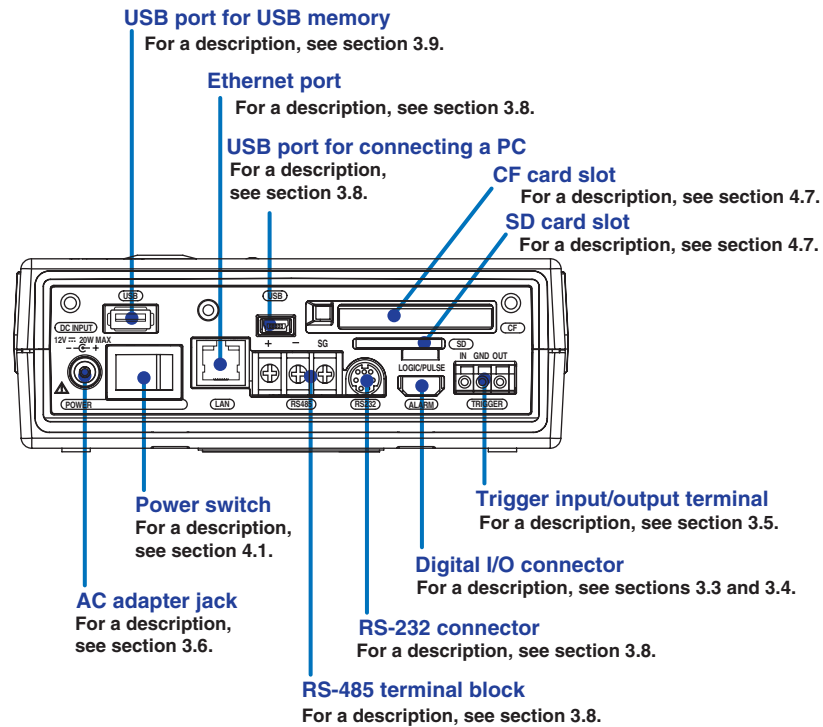 USB port for USB memory
For a description, see section 3.9.
Ethernet port
For a description, see section 3.8.
USB port for connecting a PC
For a description,
see section 3.8.
CF card slot
For a description, see section 4.7.
SD card slot
For a description, see section 4.7.
USB
USB
DC INPUT
CF
12V ⎓ 20W MAX
+ − SG
SD
LOGIC/PULSE
IN GND OUT
POWER
LAN
RS485
RS232
ALARM
TRIGGER
Power switch
For a description,
see section 4.1.
Trigger input/output terminal
For a description, see section 3.5.
Digital I/O connector
For a description, see sections 3.3 and 3.4.
AC adapter jack
For a description,
see section 3.6.
RS-232 connector
For a description, see section 3.8.
RS-485 terminal block
For a description, see section 3.8.